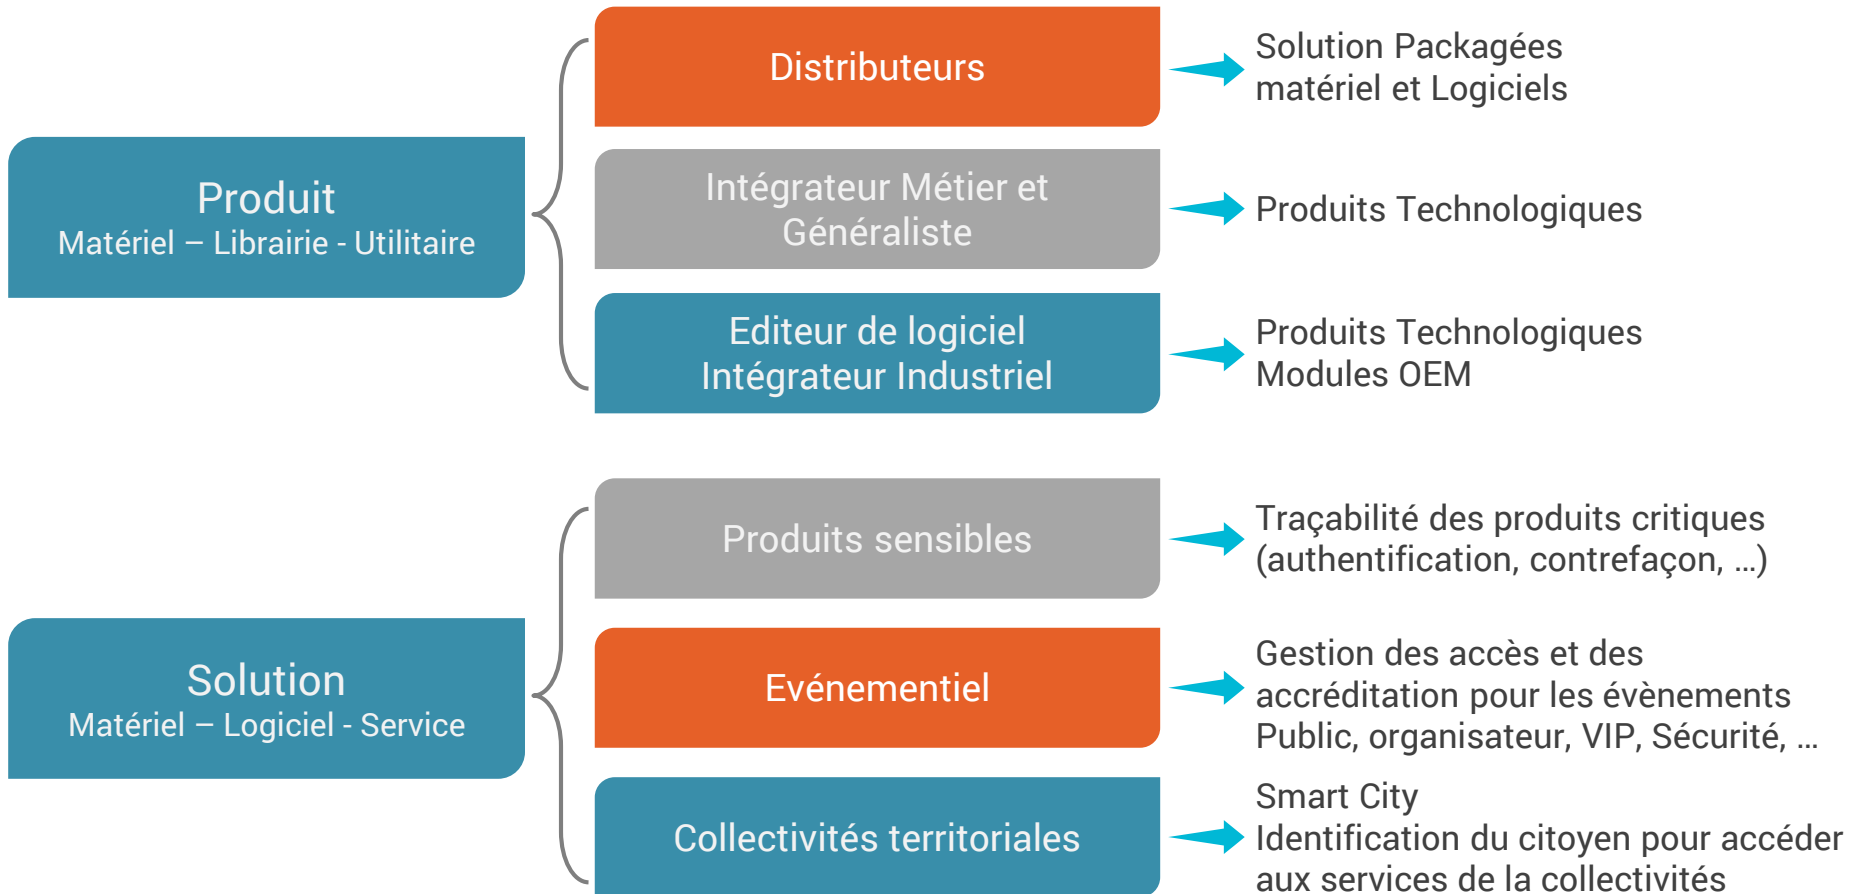 Produit
Matériel – Librairie - Utilitaire
Distributeurs
Solution Packagées
matériel et Logiciels
Intégrateur Métier et
Généraliste
Produits Technologiques
Editeur de logiciel
Intégrateur Industriel
Produits Technologiques
Modules OEM
Solution
Matériel – Logiciel - Service
Produits sensibles
Traçabilité des produits critiques
(authentification, contrefaçon, ...)
Evénementiel
Gestion des accès et des
accréditation pour les évènements
Public, organisateur, VIP, Sécurité, ...
Collectivités territoriales
Smart City
Identification du citoyen pour accéder
aux services de la collectivités